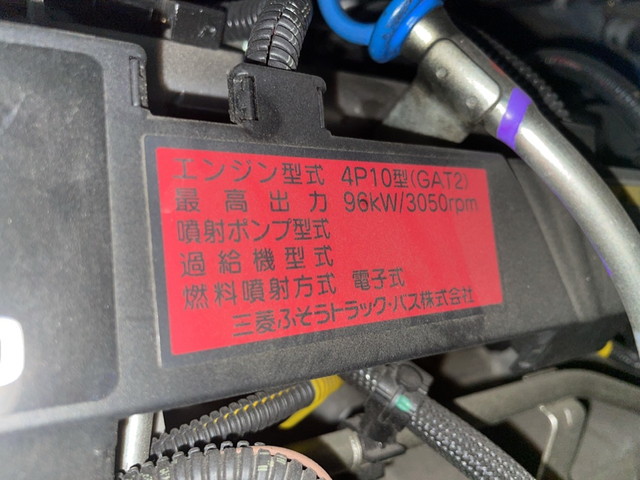 エンジン型式 4P10型(GAT2)
最高出力 96kW/3050rpm
噴射ポンプ型式
過給機型式
燃料噴射方式 電子式
三菱ふそうトラック・バス株式会社